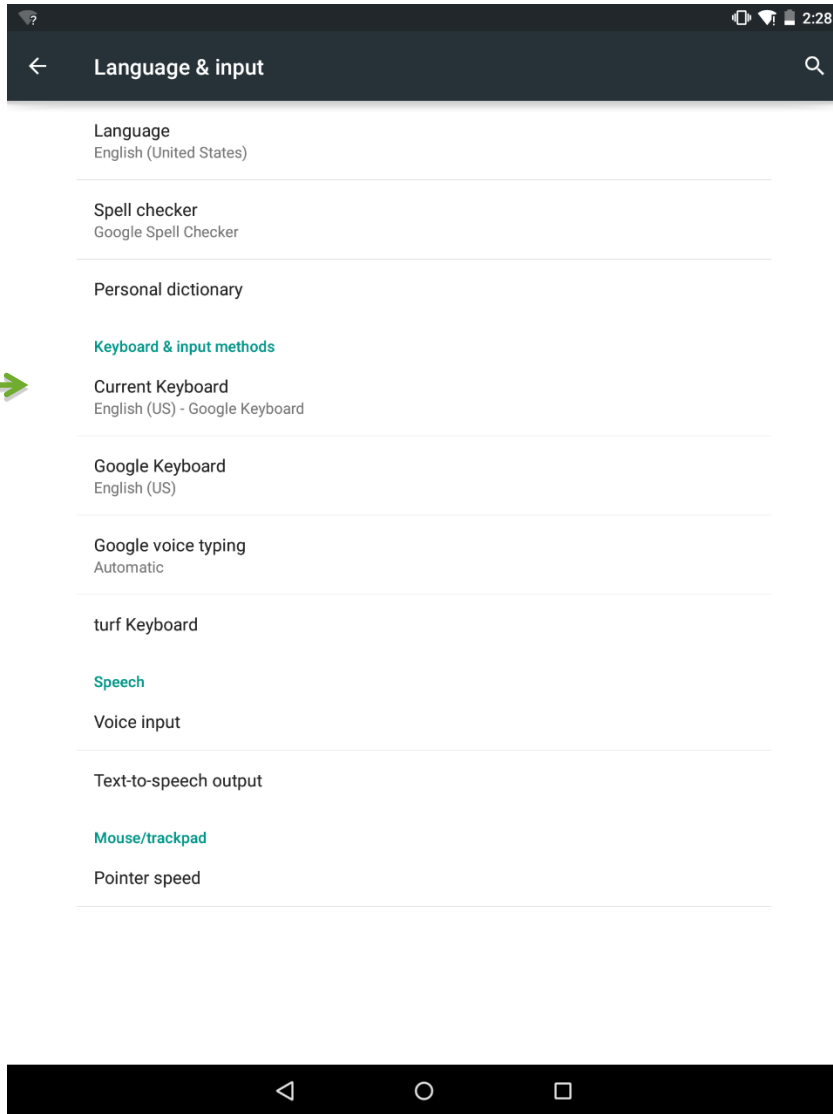 ?
2:28
Language & input
Language
English (United States)
Spell checker
Google Spell Checker
Personal dictionary
Keyboard & input methods
Current Keyboard
English (US) - Google Keyboard
Google Keyboard
English (US)
Google voice typing
Automatic
turf Keyboard
Speech
Voice input
Text-to-speech output
Mouse/trackpad
Pointer speed